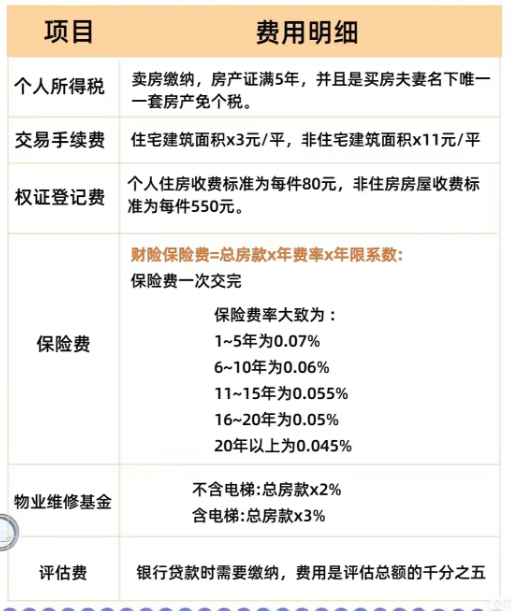 项目 费用明细
个人所得税
卖房缴纳，房产证满5年，并且是买房夫妻名下唯一
一套房产免个税。
交易手续费 住宅建筑面积x3元/平，非住宅建筑面积x11元/平
权证登记费
个人住房收费标准为每件80元，非住房房屋收费标
准为每件550元。
保险费
财险保险费=总房款x年费率x年限系数:
保险费一次交完
保险费率大致为：
1~5年为0.07%
6~10年为0.06%
11~15年为0.055%
16~20年为0.05%
20年以上为0.045%
物业维修基金
不含电梯:总房款x2%
含电梯:总房款x3%
评估费 银行贷款时需要缴纳，费用是评估总额的千分之五